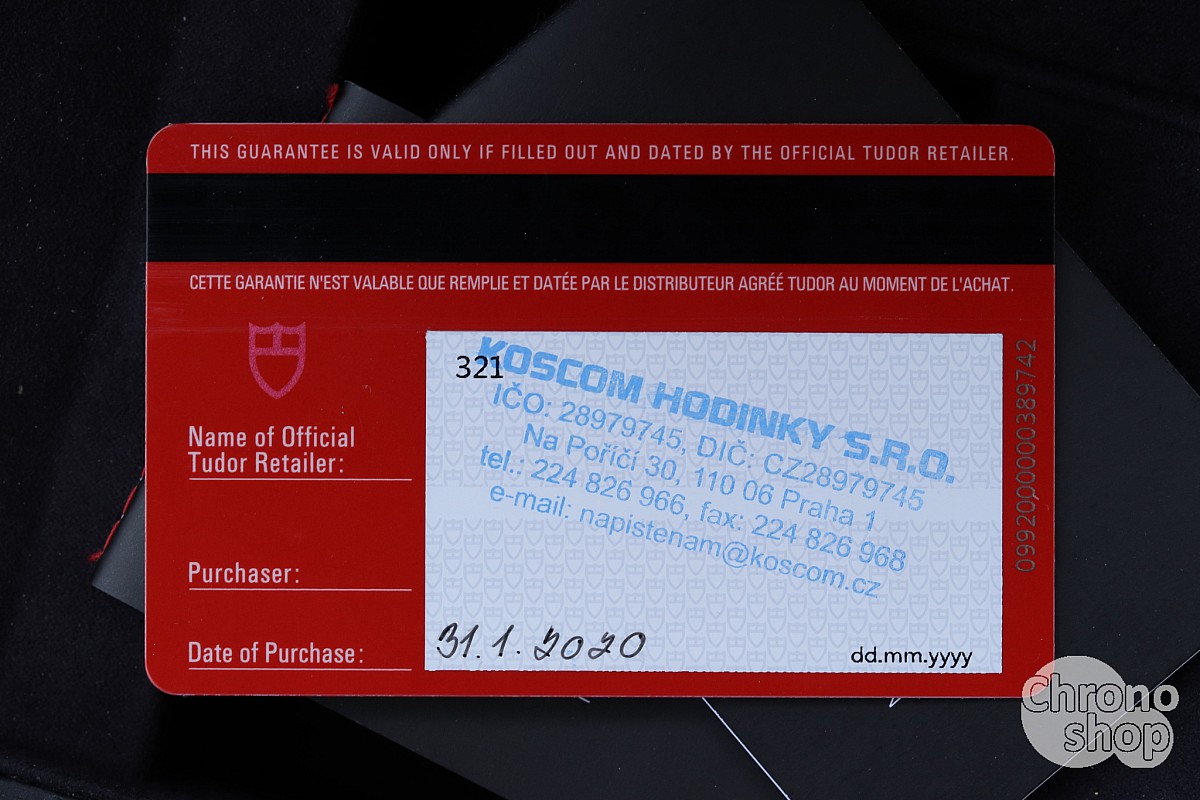 THIS GUARANTEE IS VALID ONLY IF FILLED OUT AND DATED BY THE OFFICIAL TUDOR RETAILER.
CETTE GARANTIE N'EST VALABLE QUE REMPLIE ET DATÉE PAR LE DISTRIBUTEUR AGRÉÉ TUDOR AU MOMENT DE L'ACHAT.
321
KOSCOM HODINKY S.R.O.
IČO: 28979745, DIČ: CZ28979745
Na Poříčí 30, 110 06 Praha 1
tel.: 224 826 966, fax: 224 826 968
e-mail: napistenam@koscom.cz
Name of Official
Tudor Retailer:
Purchaser:
Date of Purchase:
31.1.2020
dd.mm.yyyy
0992000000389742
Chrono
shop